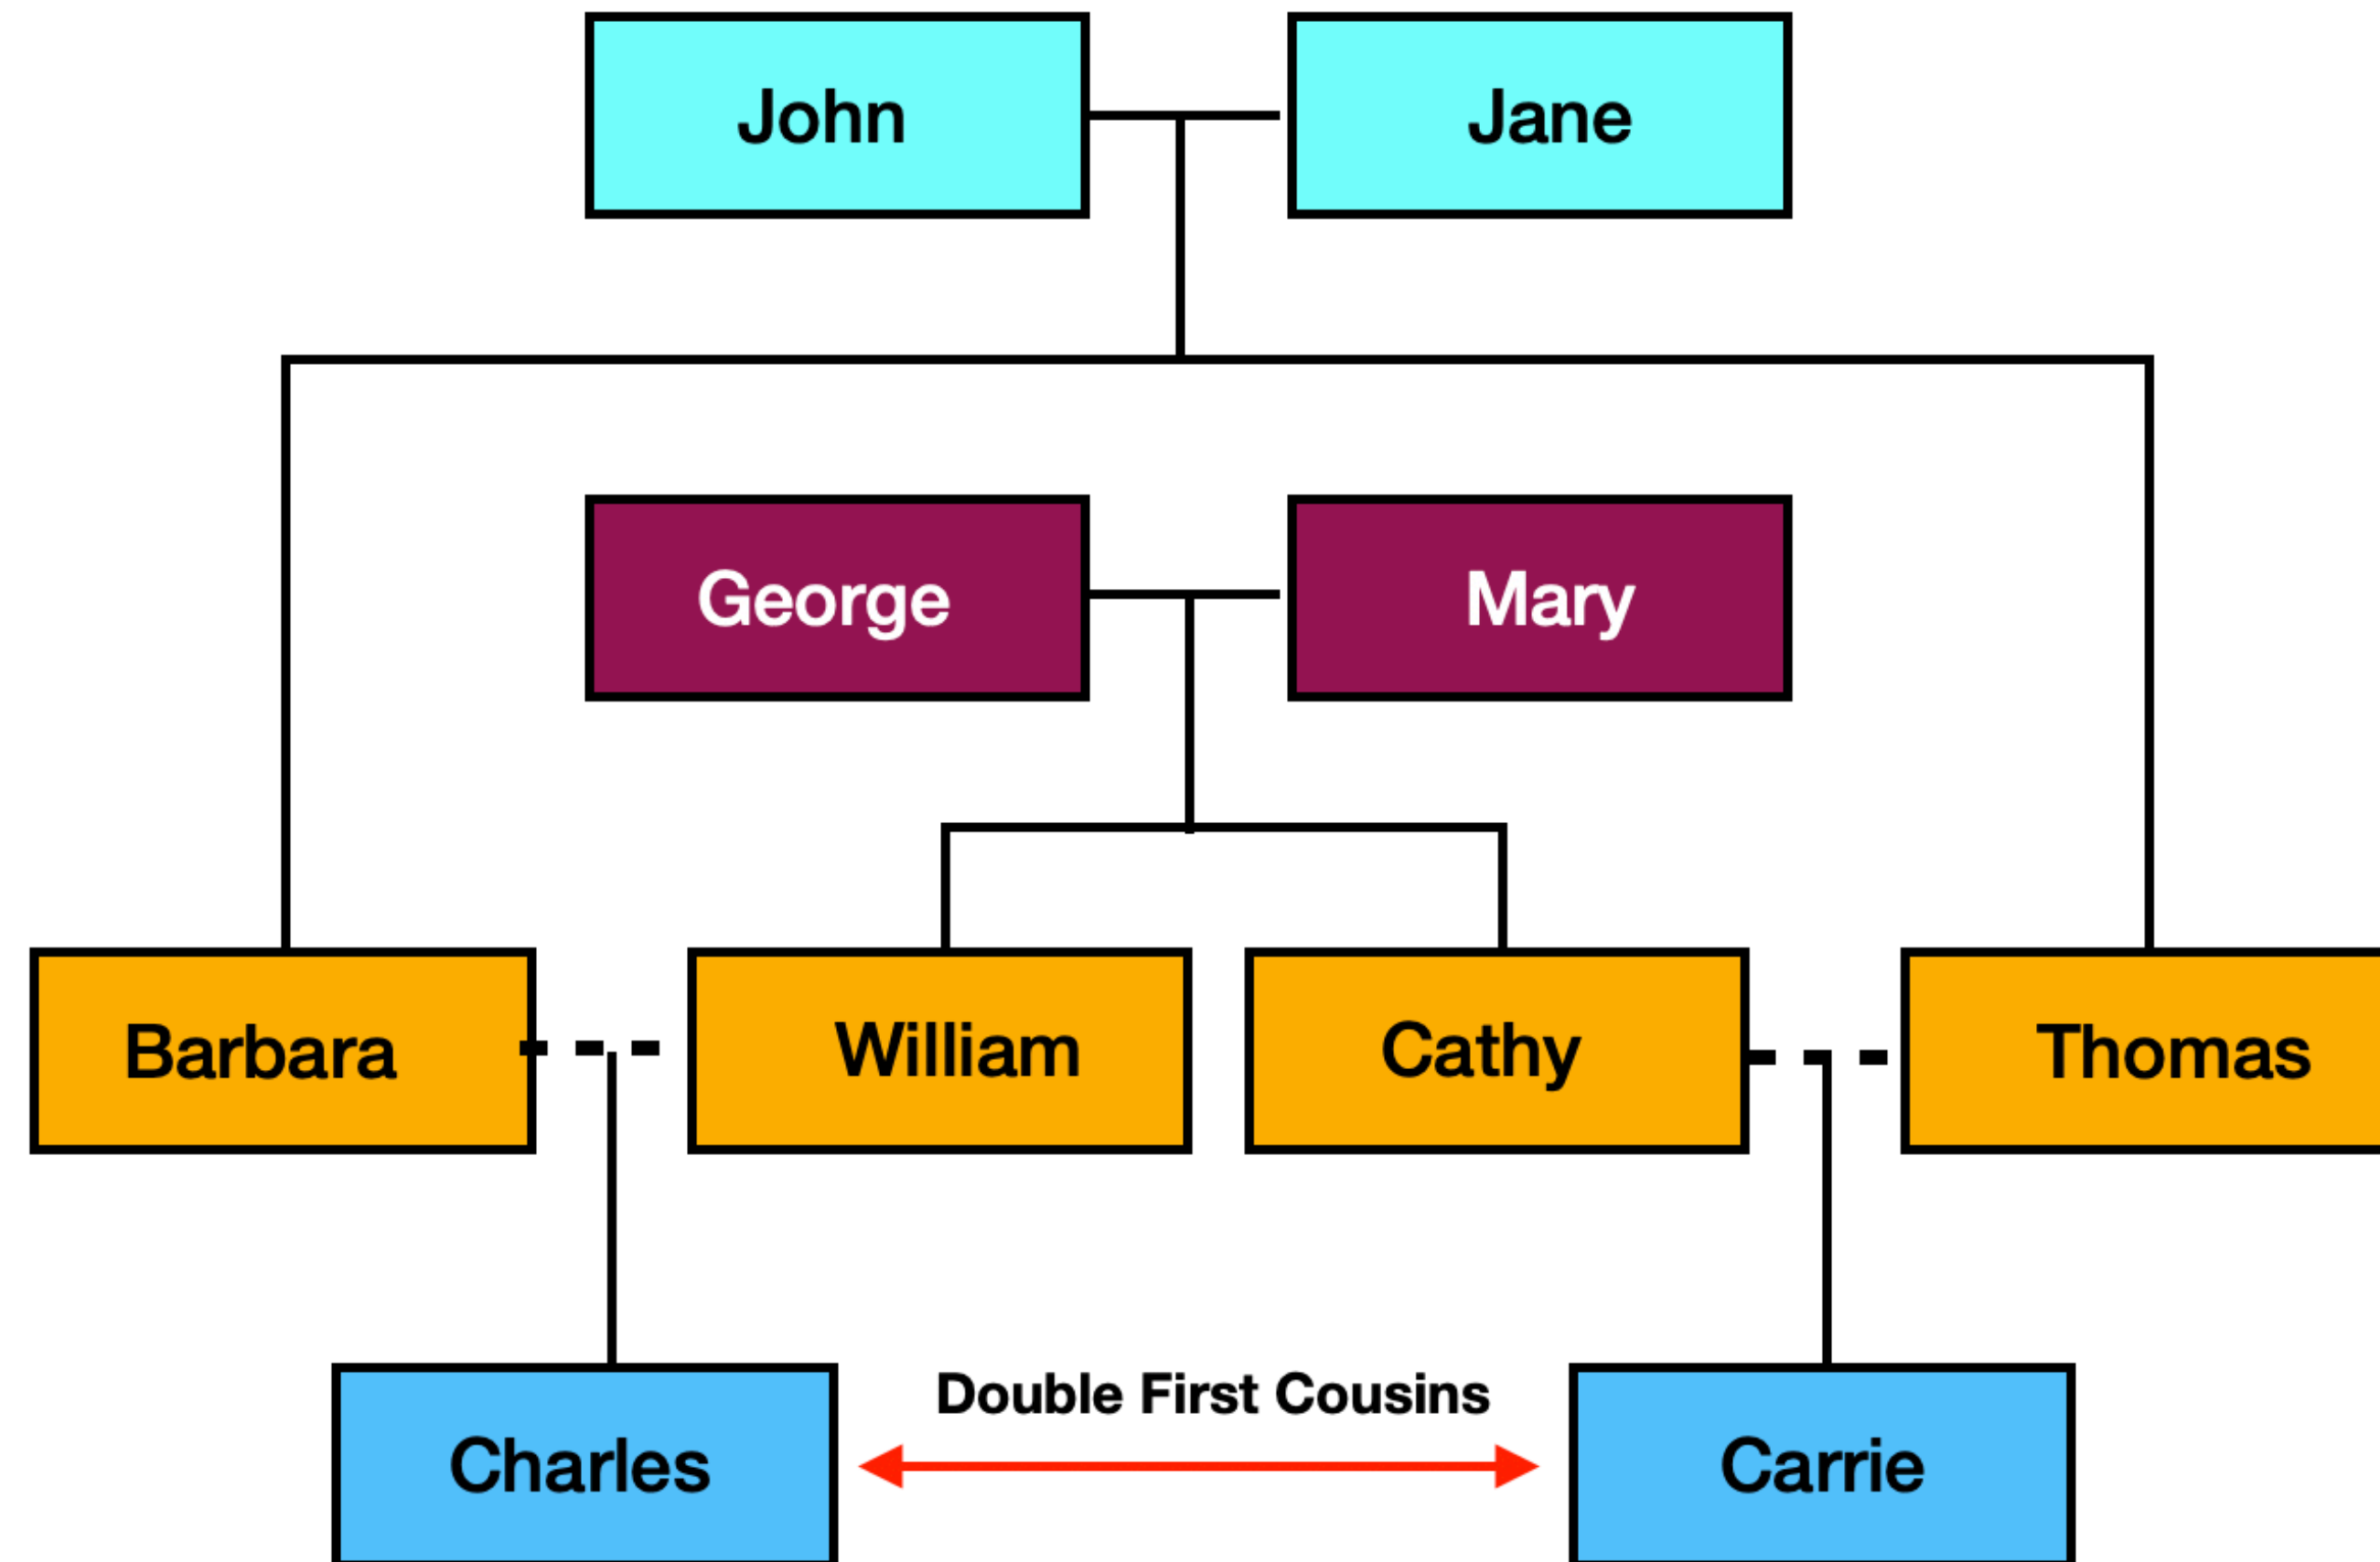 John
Jane
George
Mary
Barbara
William
Cathy
Thomas
Double First Cousins
Charles
Carrie